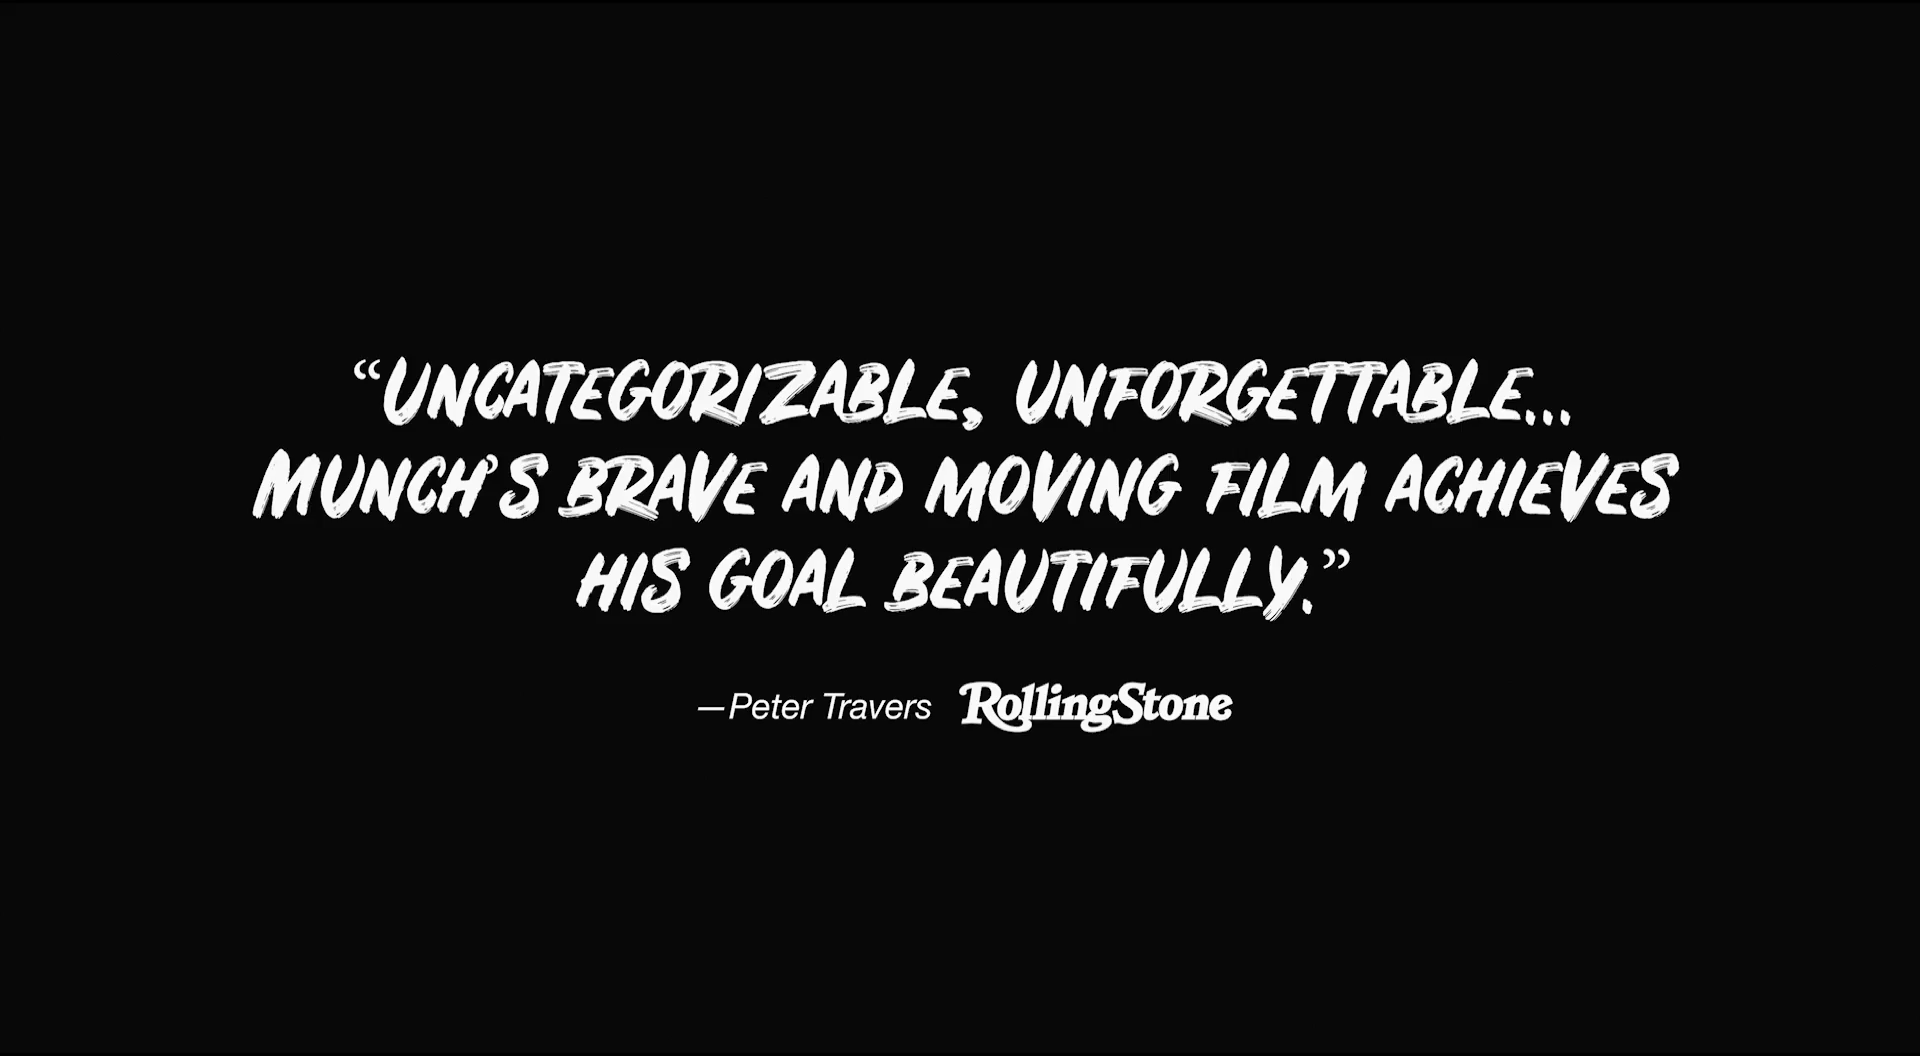 “UNCATEGORIZABLE, UNFORGETTABLE...
MUNCH’S BRAVE AND MOVING FILM ACHIEVES
HIS GOAL BEAUTIFULLY.”
—Peter Travers RollingStone